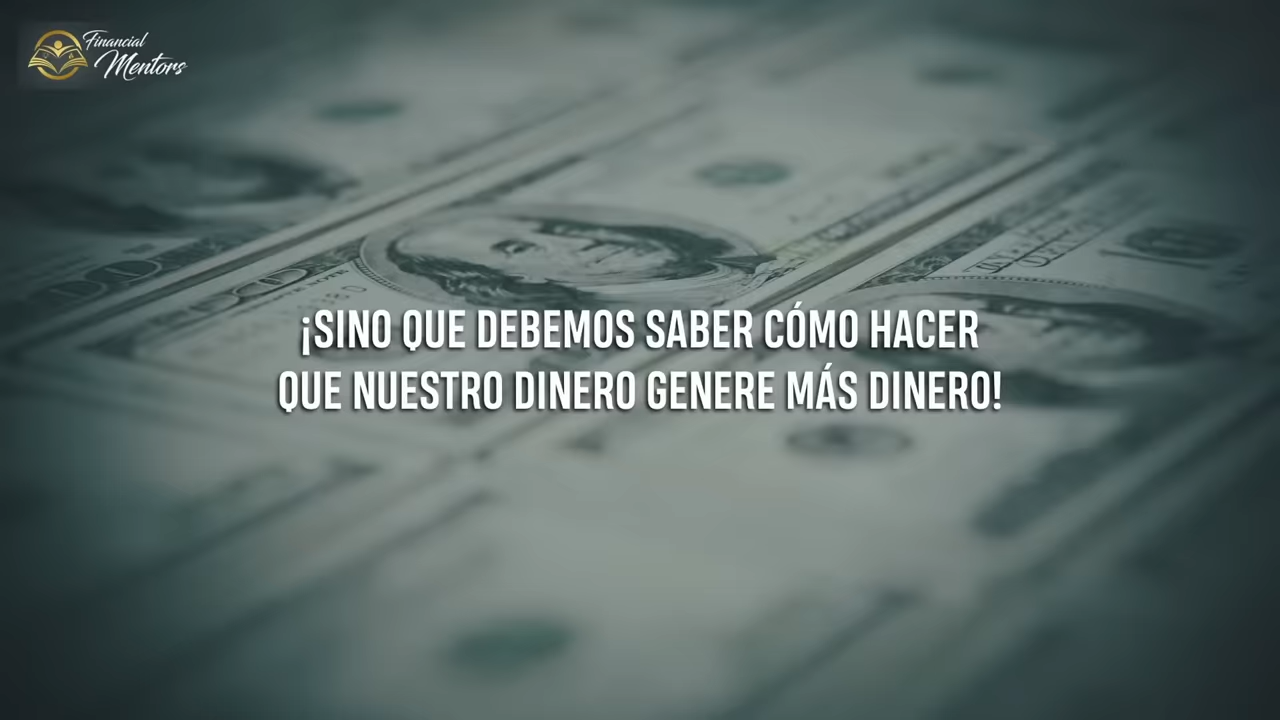 Financial
Mentors
¡SINO QUE DEBEMOS SABER CÓMO HACER
QUE NUESTRO DINERO GENERE MÁS DINERO!